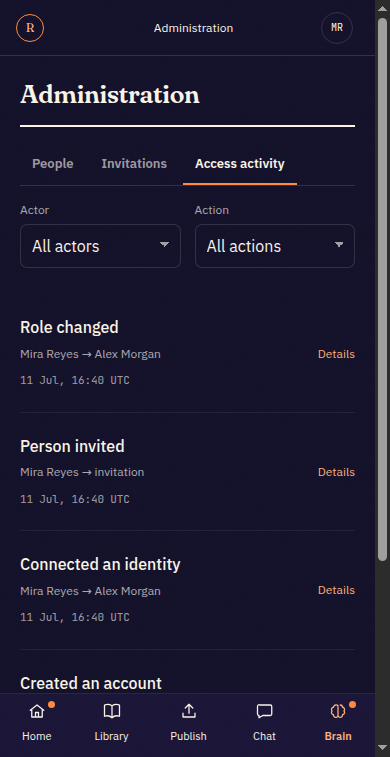 R
Administration
MR
Administration
People
Invitations
Access activity
Actor
Action
All actors
All actions
Role changed
Mira Reyes → Alex Morgan
Details
11 Jul, 16:40 UTC
Person invited
Mira Reyes → invitation
Details
11 Jul, 16:40 UTC
Connected an identity
Mira Reyes → Alex Morgan
Details
11 Jul, 16:40 UTC
Created an account
Home
Library
Publish
Chat
Brain